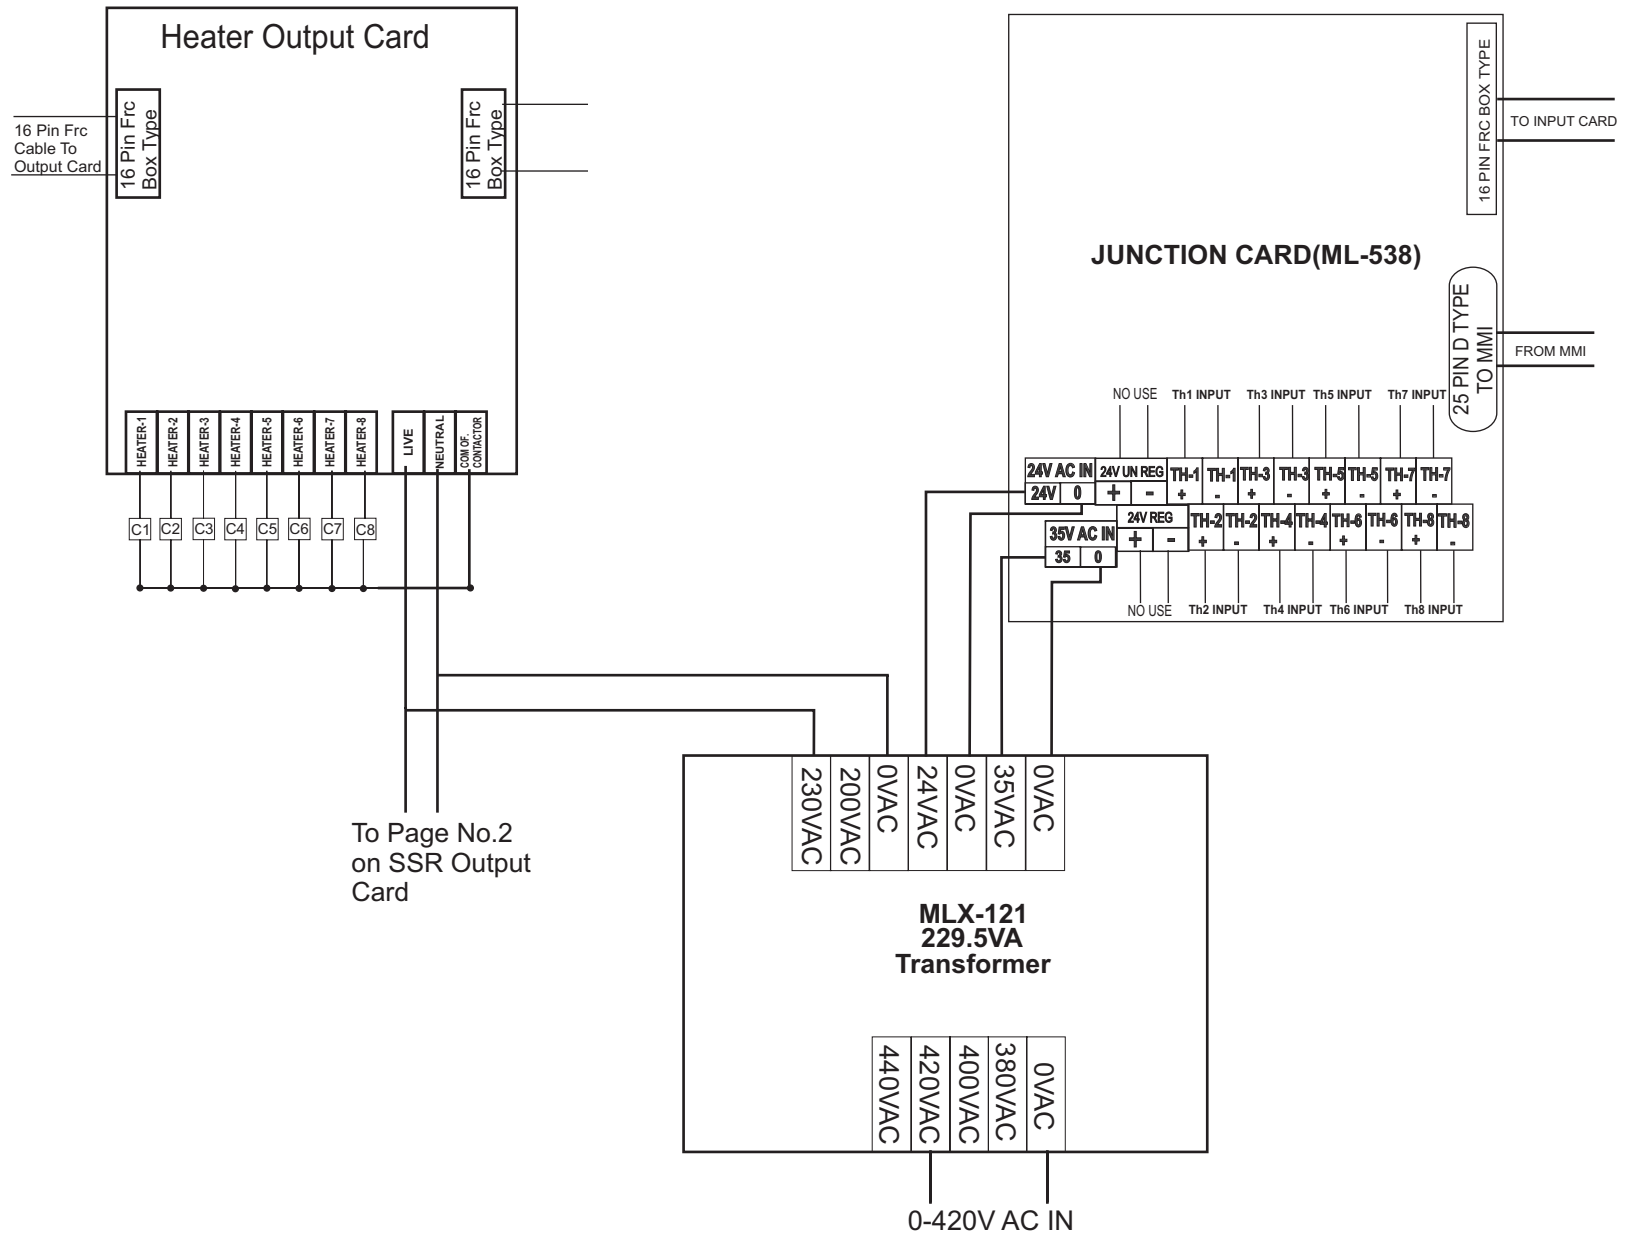 Heater Output Card
16 Pin Frc
Box Type
16 Pin Frc
Box Type
16 Pin Frc
Cable To
Output Card
HEATER-1
HEATER-2
HEATER-3
HEATER-4
HEATER-5
HEATER-6
HEATER-7
HEATER-8
LIVE
NEUTRAL
COM OF.
CONTACTOR
C1
C2
C3
C4
C5
C6
C7
C8
To Page No.2
on SSR Output
Card
16 PIN FRC BOX TYPE
TO INPUT CARD
JUNCTION CARD(ML-538)
25 PIN D TYPE
TO MMI
FROM MMI
NO USE
Th1 INPUT
Th3 INPUT
Th5 INPUT
Th7 INPUT
24V AC IN
24V
0
24V UN REG
+
-
TH-1
+
TH-1
-
TH-3
+
TH-3
-
TH-5
+
TH-5
-
TH-7
+
TH-7
-
35V AC IN
35
0
24V REG
+
-
TH-2
+
TH-2
-
TH-4
+
TH-4
-
TH-6
+
TH-6
-
TH-8
+
TH-8
-
NO USE
Th2 INPUT
Th4 INPUT
Th6 INPUT
Th8 INPUT
230VAC
200VAC
0VAC
24VAC
0VAC
35VAC
0VAC
MLX-121
229.5VA
Transformer
440VAC
420VAC
400VAC
380VAC
0VAC
0-420V AC IN